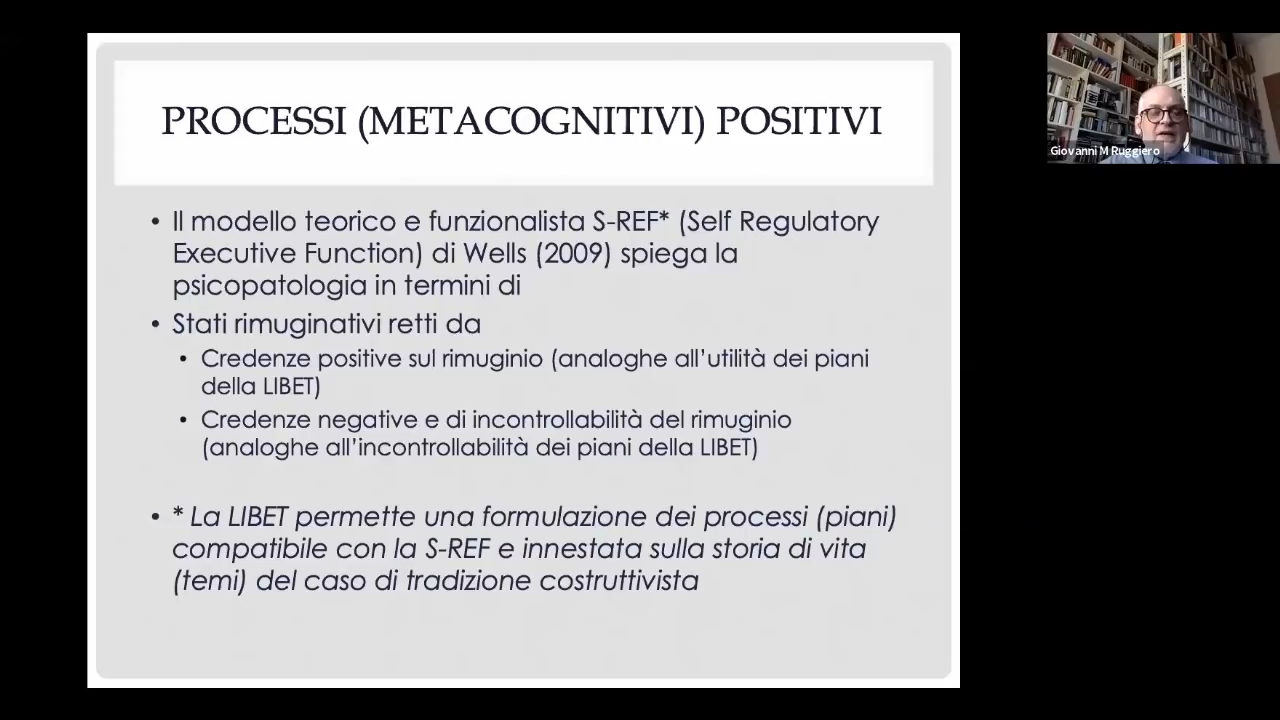 PROCESSI (METACOGNITIVI) POSITIVI
• Il modello teorico e funzionalista S-REF* (Self Regulatory
Executive Function) di Wells (2009) spiega la
psicopatologia in termini di
• Stati rimuginativi retti da
• Credenze positive sul rimuginio (analoghe all'utilità dei piani
della LIBET)
• Credenze negative e di incontrollabilità del rimuginio
(analoghe all'incontrollabilità dei piani della LIBET)
• * La LIBET permette una formulazione dei processi (piani)
compatibile con la S-REF e innestata sulla storia di vita
(temi) del caso di tradizione costruttivista
Giovanni M Ruggiero